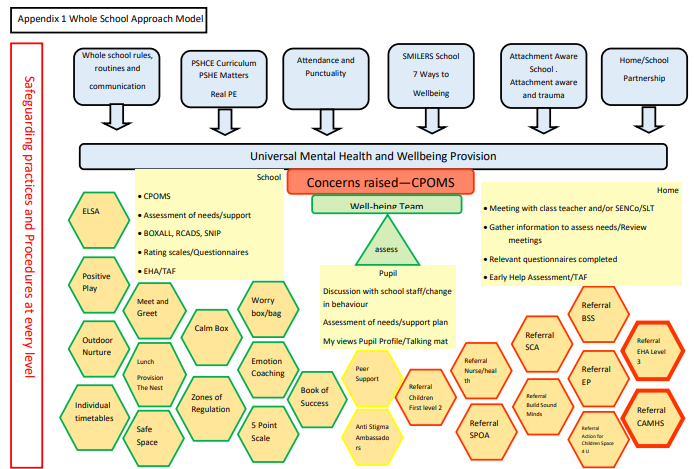 Appendix 1 Whole School Approach Model
Safeguarding practices and Procedures at every level
Whole school rules,
routines and
communication
PSHCE Curriculum
PSHE Matters
Real PE
Attendance and
Punctuality
SMILERS School
7 Ways to
Wellbeing
Attachment Aware
School .
Attachment aware
and trauma
Home/School
Partnership
Universal Mental Health and Wellbeing Provision
Concerns raised—CPOMS
Well-being Team
assess
School
• CPOMS
• Assessment of needs/support
• BOXALL, RCADS, SNIP
• Rating scales/Questionnaires
• EHA/TAF
Pupil
Discussion with school staff/change
in behaviour
Assessment of needs/support plan
My views Pupil Profile/Talking mat
Home
• Meeting with class teacher and/or SENCo/SLT
• Gather information to assess needs/Review
meetings
• Relevant questionnaires completed
• Early Help Assessment/TAF
ELSA
Positive
Play
Outdoor
Nurture
Individual
timetables
Meet and
Greet
Lunch
Provision
The Nest
Safe
Space
Calm Box
Zones of
Regulation
Worry
box/bag
Emotion
Coaching
5 Point
Scale
Book of
Success
Peer
Support
Anti Stigma
Ambassado
rs
Referral
Children
First level 2
Referral
Nurse/heal
th
Referral
SPOA
Referral
SCA
Referral
Build Sound
Minds
Referral
BSS
Referral
EP
Referral
Action for
Children Space
4 U
Referral
EHA Level
3
Referral
CAMHS